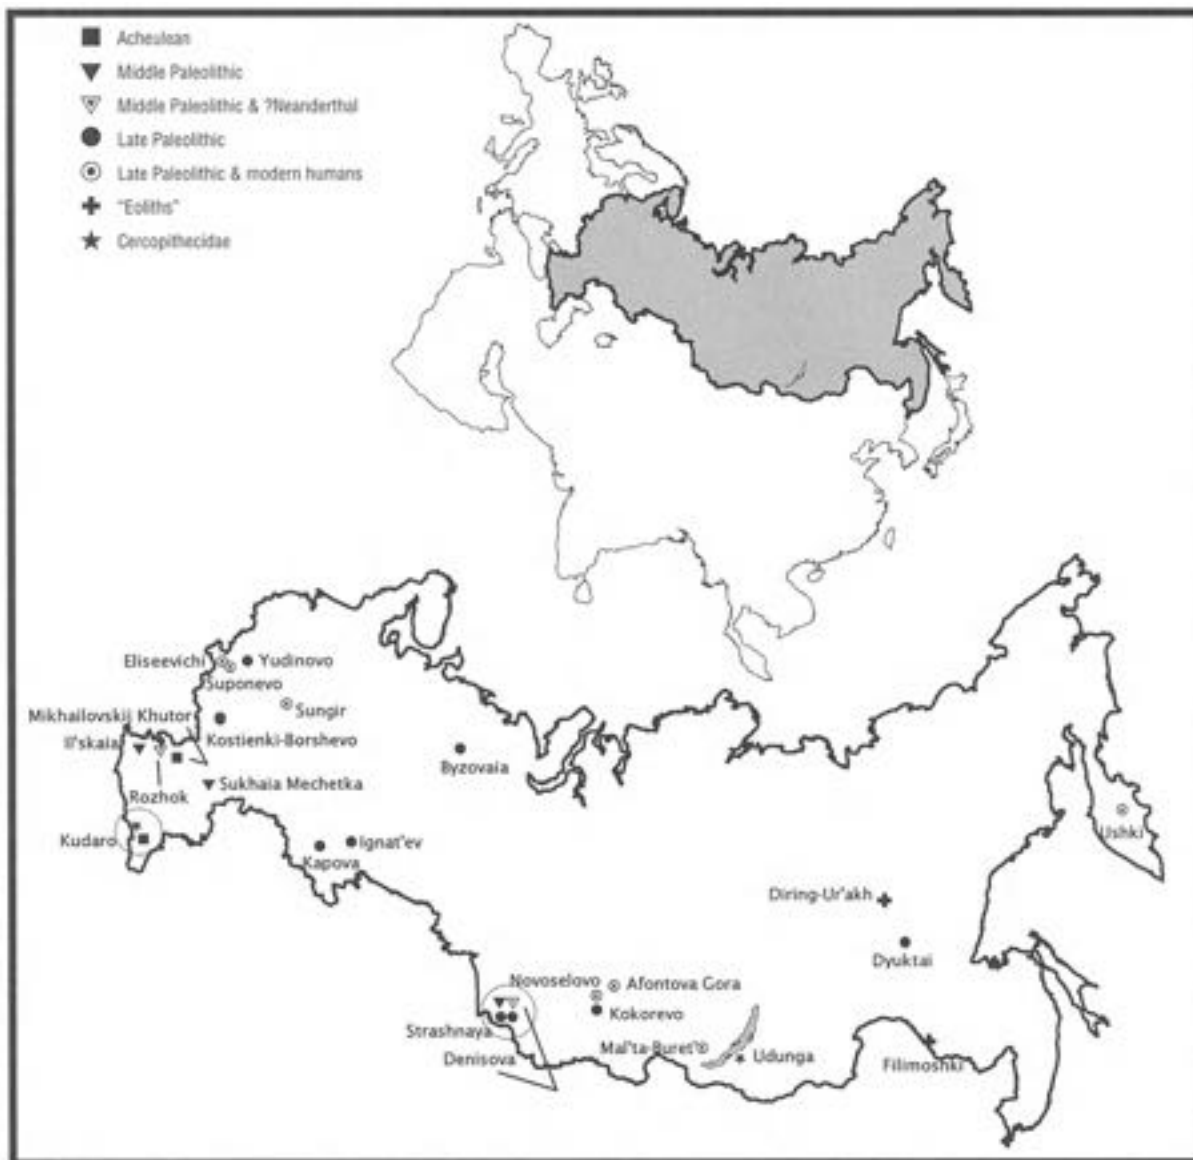 Acheulean
Middle Paleolithic
Middle Paleolithic & ?Neanderthal
Late Paleolithic
Late Paleolithic & modern humans
"Eoliths"
Cercopithecidae
Eliseevichi
Yudinovo
Suponevo
Sungir
Mikhailovskij Khutor
Il'skaia
Kostienki-Borshevo
Byzovaia
Sukhaia Mechetka
Rozhok
Kudaro
Ignat'ev
Kapova
Ushki
Diring-Ur'akh
Dyuktai
Novoselovo
Afontova Gora
Kokorevo
Strashnaya
Mal'ta-Buret'
Udunga
Denisova
Filimoshki